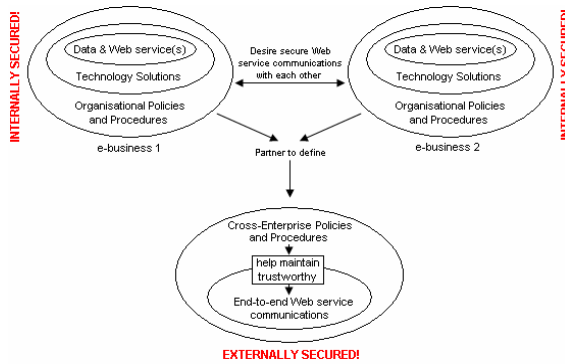 INTERNALLY SECURED!
Data & Web service(s)
Technology Solutions
Organisational Policies
and Procedures
e-business 1
Desire secure Web
service communications
with each other
Data & Web service(s)
Technology Solutions
Organisational Policies
and Procedures
e-business 2
INTERNALLY SECURED!
Partner to define
Cross-Enterprise Policies
and Procedures
help maintain
trustworthy
End-to-end Web service
communications
EXTERNALLY SECURED!